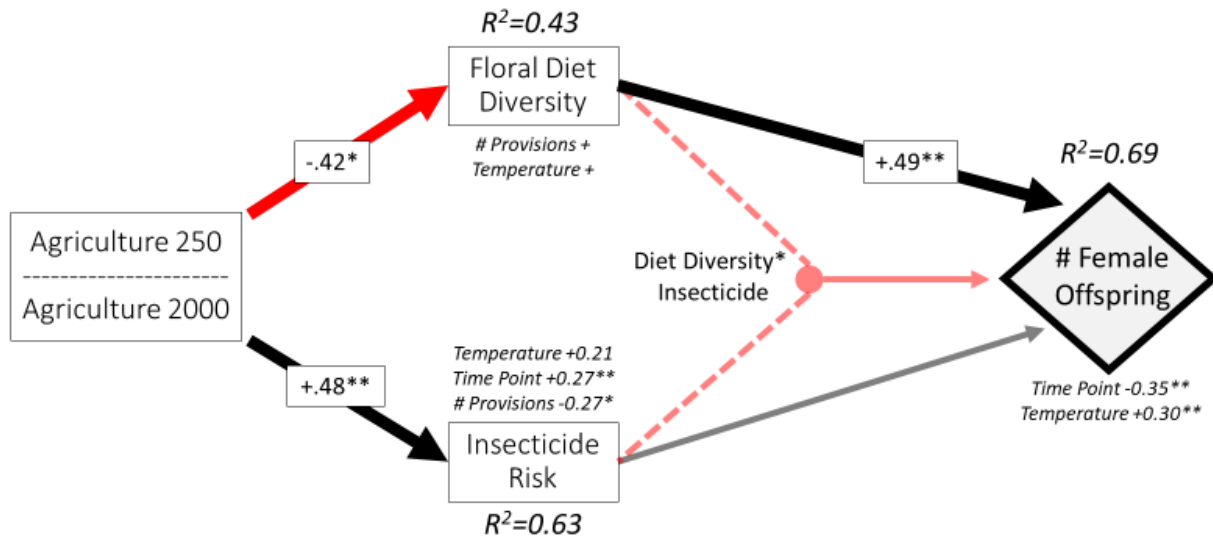 R²=0.43
Floral Diet
Diversity
# Provisions +
Temperature +
-.42*
+.49**
R²=0.69
Agriculture 250
-----------------------
Agriculture 2000
Diet Diversity*
Insecticide
# Female
Offspring
Temperature +0.21
Time Point +0.27**
# Provisions -0.27*
+.48**
Time Point -0.35**
Temperature +0.30**
Insecticide
Risk
R²=0.63